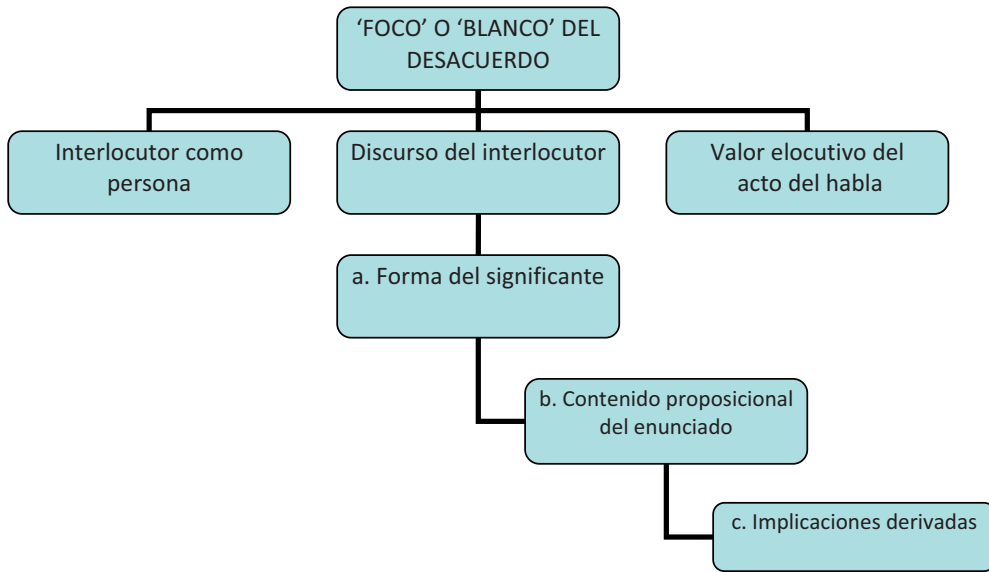 ‘FOCO’ O ‘BLANCO’ DEL
DESACUERDO
Interlocutor como
persona
Discurso del interlocutor
Valor elocutivo del
acto del habla
a. Forma del significante
b. Contenido proposicional
del enunciado
c. Implicaciones derivadas